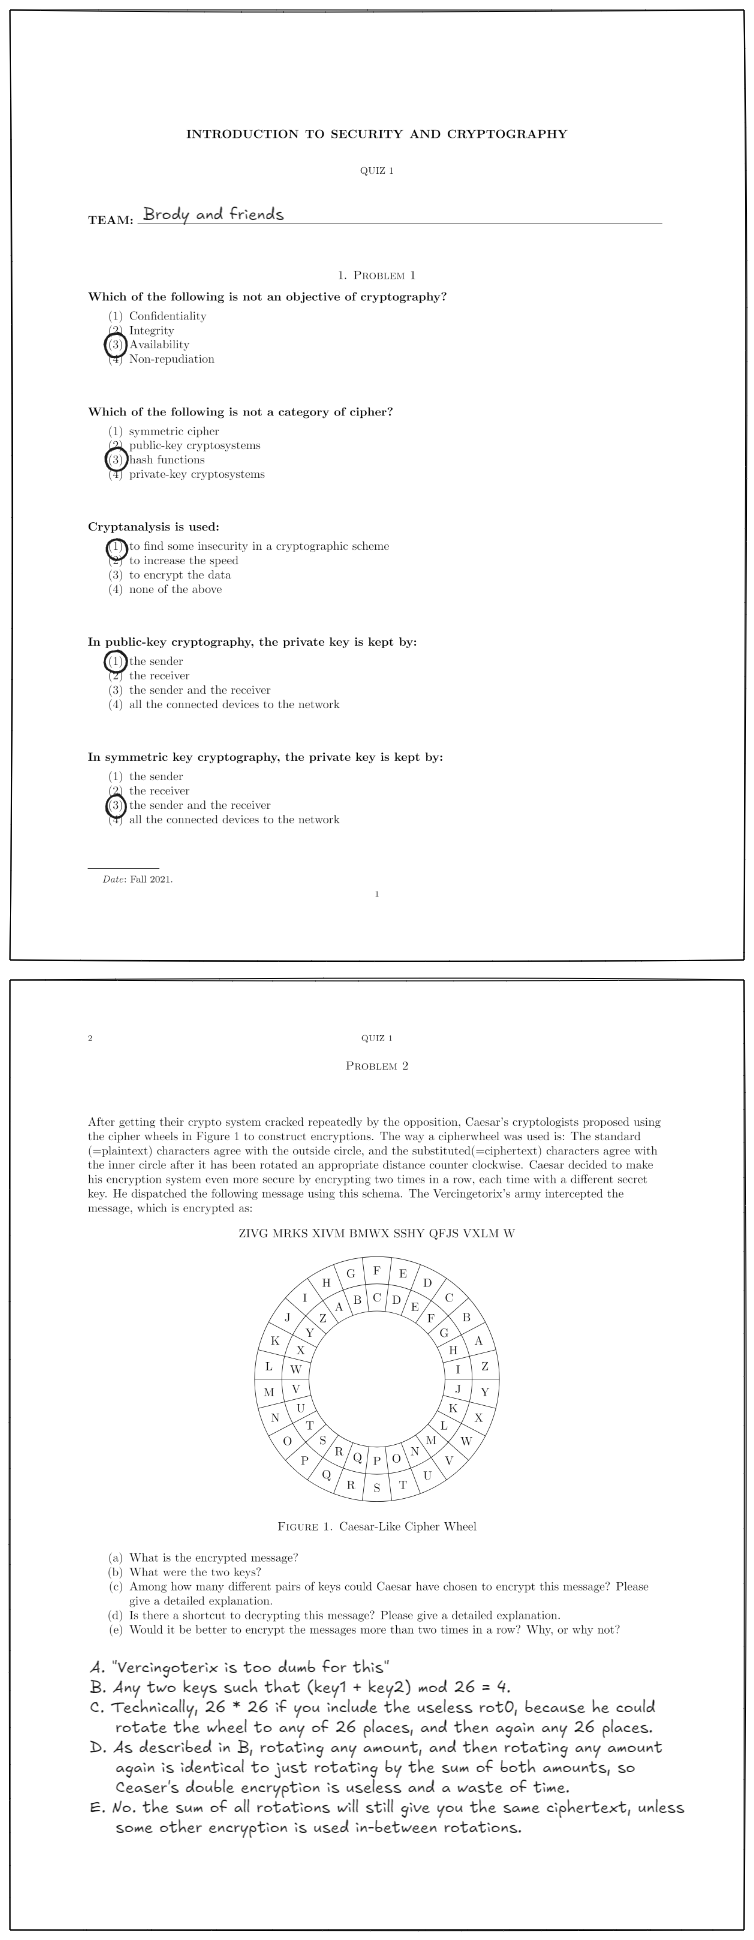 INTRODUCTION TO SECURITY AND CRYPTOGRAPHY
QUIZ 1
TEAM: Brody and friends
1. Problem 1
Which of the following is not an objective of cryptography?
(1) Confidentiality
(2) Integrity
(3) Availability
(4) Non-repudiation
Which of the following is not a category of cipher?
(1) symmetric cipher
(2) public-key cryptosystems
(3) hash functions
(4) private-key cryptosystems
Cryptanalysis is used:
(1) to find some insecurity in a cryptographic scheme
(2) to increase the speed
(3) to encrypt the data
(4) none of the above
In public-key cryptography, the private key is kept by:
(1) the sender
(2) the receiver
(3) the sender and the receiver
(4) all the connected devices to the network
In symmetric key cryptography, the private key is kept by:
(1) the sender
(2) the receiver
(3) the sender and the receiver
(4) all the connected devices to the network
Date: Fall 2021.
1
2 QUIZ 1
Problem 2
After getting their crypto system cracked repeatedly by the opposition, Caesar's cryptologists proposed using
the cipher wheels in Figure 1 to construct encryptions. The way a cipherwheel was used is: The standard
(=plaintext) characters agree with the outside circle, and the substituted(=ciphertext) characters agree with
the inner circle after it has been rotated an appropriate distance counter clockwise. Caesar decided to make
his encryption system even more secure by encrypting two times in a row, each time with a different secret
key. He dispatched the following message using this schema. The Vercingetorix's army intercepted the
message, which is encrypted as:
ZIVG MRKS XIVM BMWX SSHY QFJS VXLM W
F E D C B A Z Y X W V U T S R Q P O N M L K J I H G
C D E F G H I J K L M N O P Q R S T U V W X Y Z A B
Figure 1. Caesar-Like Cipher Wheel
(a) What is the encrypted message?
(b) What were the two keys?
(c) Among how many different pairs of keys could Caesar have chosen to encrypt this message? Please
give a detailed explanation.
(d) Is there a shortcut to decrypting this message? Please give a detailed explanation.
(e) Would it be better to encrypt the messages more than two times in a row? Why, or why not?
A. "Vercingoterix is too dumb for this"
B. Any two keys such that (key1 + key2) mod 26 = 4.
C. Technically, 26 * 26 if you include the useless rot0, because he could
rotate the wheel to any of 26 places, and then again any 26 places.
D. As described in B, rotating any amount, and then rotating any amount
again is identical to just rotating by the sum of both amounts, so
Ceaser's double encryption is useless and a waste of time.
E. No. the sum of all rotations will still give you the same ciphertext, unless
some other encryption is used in-between rotations.